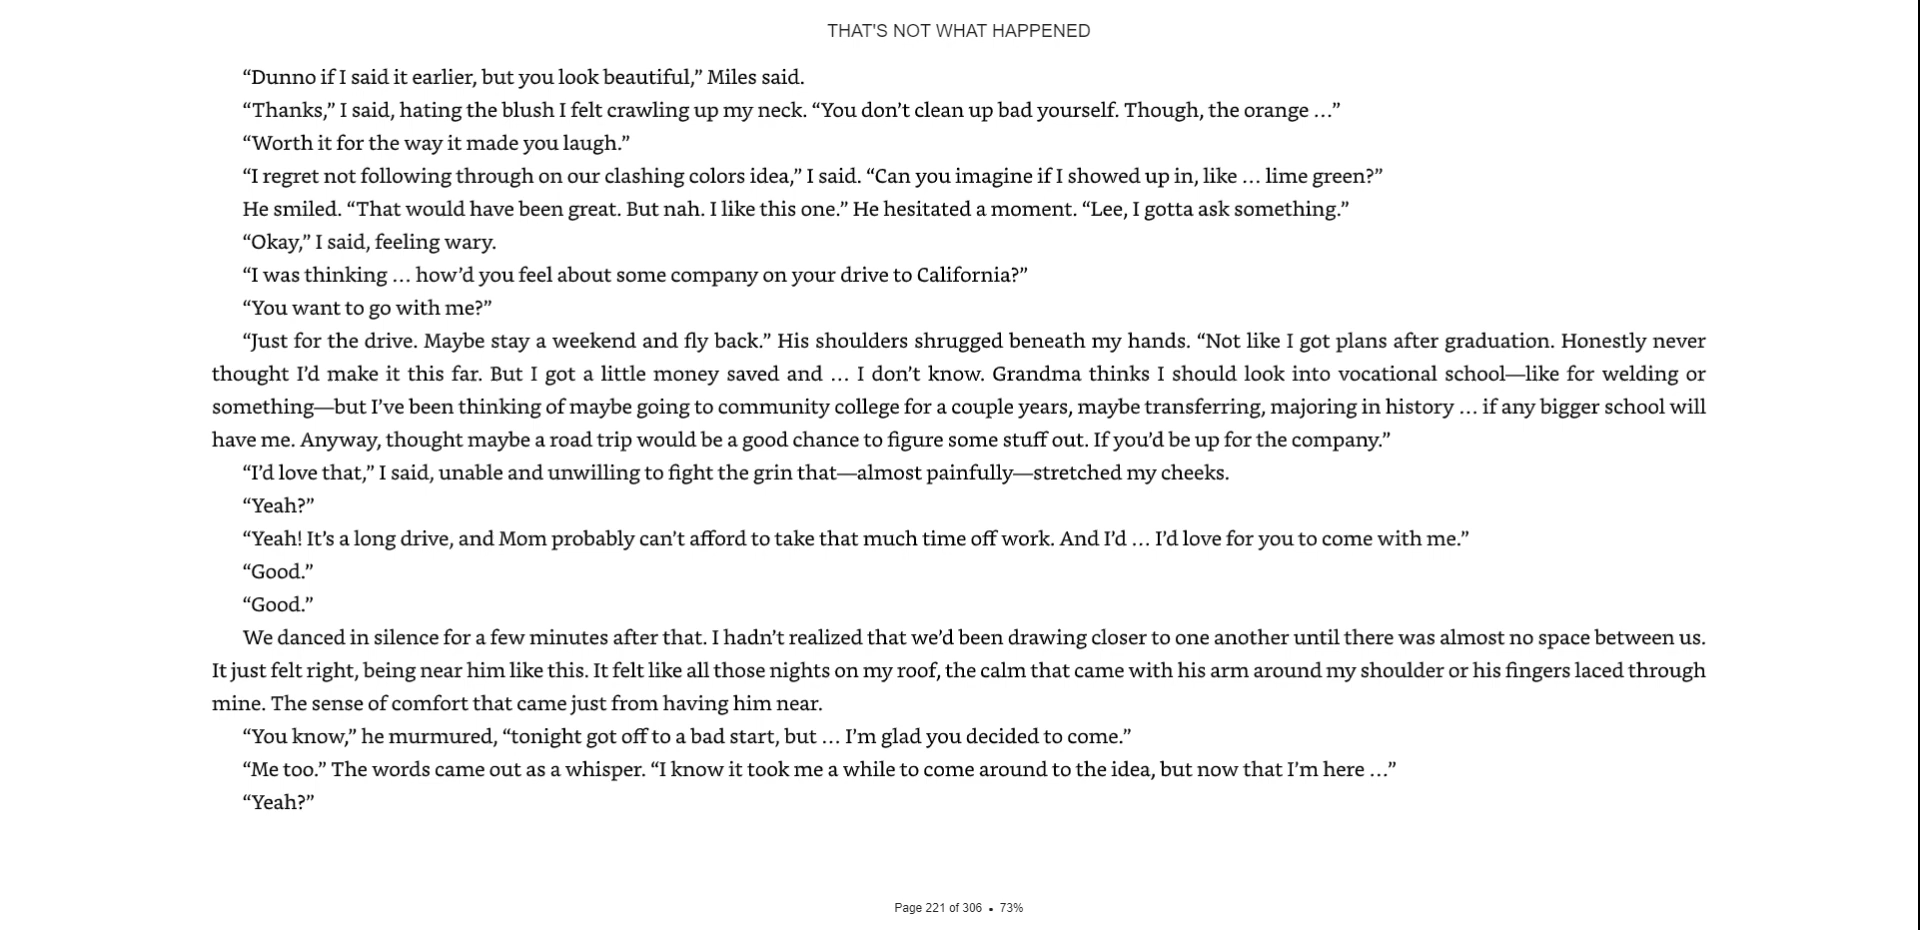 THAT'S NOT WHAT HAPPENED
“Dunno if I said it earlier, but you look beautiful,” Miles said.
“Thanks,” I said, hating the blush I felt crawling up my neck. “You don’t clean up bad yourself. Though, the orange …”
“Worth it for the way it made you laugh.”
“I regret not following through on our clashing colors idea,” I said. “Can you imagine if I showed up in, like … lime green?”
He smiled. “That would have been great. But nah. I like this one.” He hesitated a moment. “Lee, I gotta ask something.”
“Okay,” I said, feeling wary.
“I was thinking … how’d you feel about some company on your drive to California?”
“You want to go with me?”
“Just for the drive. Maybe stay a weekend and fly back.” His shoulders shrugged beneath my hands. “Not like I got plans after graduation. Honestly never
thought I’d make it this far. But I got a little money saved and … I don’t know. Grandma thinks I should look into vocational school—like for welding or
something—but I’ve been thinking of maybe going to community college for a couple years, maybe transferring, majoring in history … if any bigger school will
have me. Anyway, thought maybe a road trip would be a good chance to figure some stuff out. If you’d be up for the company.”
“I’d love that,” I said, unable and unwilling to fight the grin that—almost painfully—stretched my cheeks.
“Yeah?”
“Yeah! It’s a long drive, and Mom probably can’t afford to take that much time off work. And I’d … I’d love for you to come with me.”
“Good.”
“Good.”
We danced in silence for a few minutes after that. I hadn’t realized that we’d been drawing closer to one another until there was almost no space between us.
It just felt right, being near him like this. It felt like all those nights on my roof, the calm that came with his arm around my shoulder or his fingers laced through
mine. The sense of comfort that came just from having him near.
“You know,” he murmured, “tonight got off to a bad start, but … I’m glad you decided to come.”
“Me too.” The words came out as a whisper. “I know it took me a while to come around to the idea, but now that I’m here …”
“Yeah?”
Page 221 of 306 • 73%